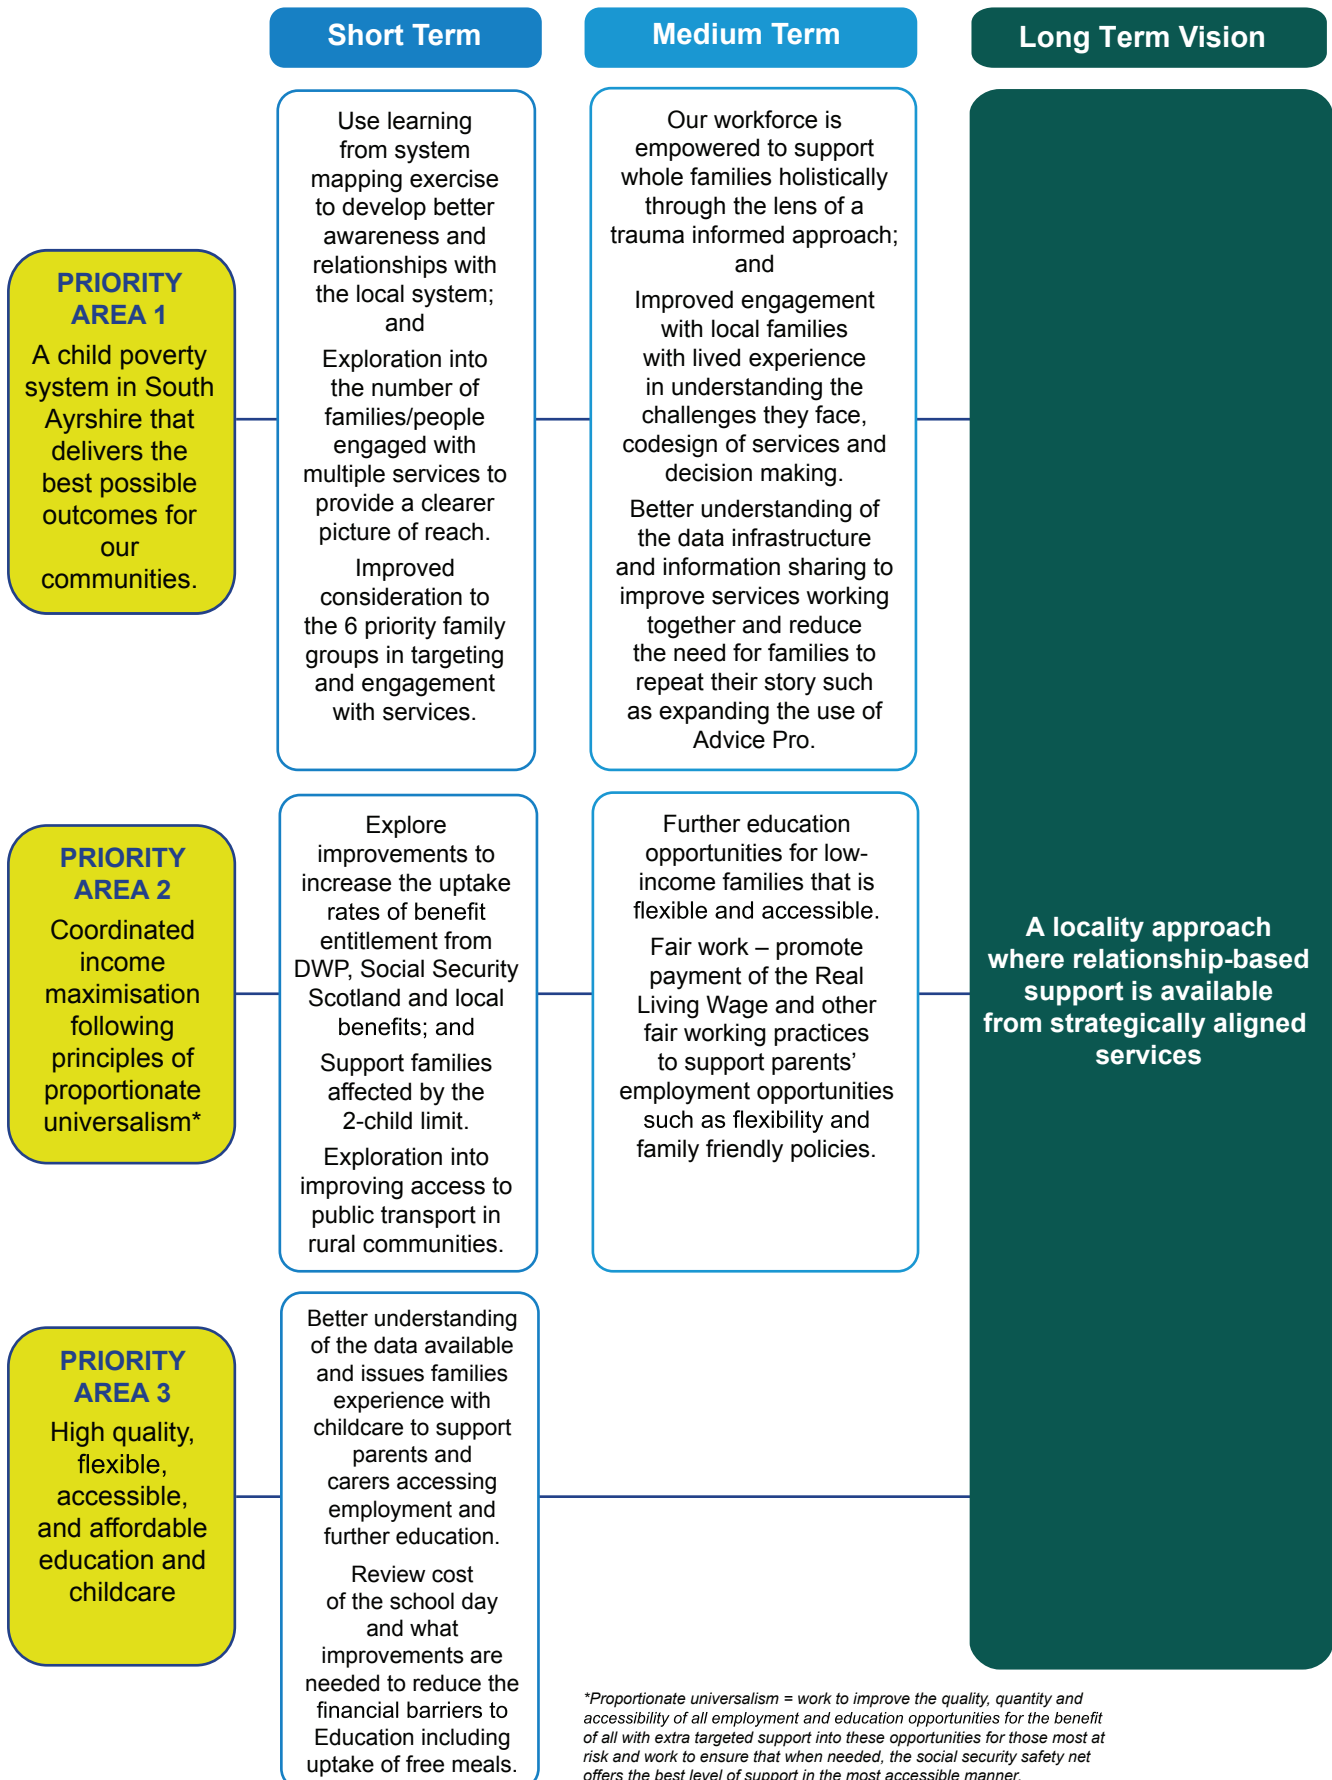 Short Term
Medium Term
Long Term Vision
PRIORITY
AREA 1
A child poverty
system in South
Ayrshire that
delivers the
best possible
outcomes for
our
communities.
Use learning
from system
mapping exercise
to develop better
awareness and
relationships with
the local system;
and
Exploration into
the number of
families/people
engaged with
multiple services to
provide a clearer
picture of reach.
Improved
consideration to
the 6 priority family
groups in targeting
and engagement
with services.
Our workforce is
empowered to support
whole families holistically
through the lens of a
trauma informed approach;
and
Improved engagement
with local families
with lived experience
in understanding the
challenges they face,
codesign of services and
decision making.
Better understanding of
the data infrastructure
and information sharing to
improve services working
together and reduce
the need for families to
repeat their story such
as expanding the use of
Advice Pro.
PRIORITY
AREA 2
Coordinated
income
maximisation
following
principles of
proportionate
universalism*
Explore
improvements to
increase the uptake
rates of benefit
entitlement from
DWP, Social Security
Scotland and local
benefits; and
Support families
affected by the
2-child limit.
Exploration into
improving access to
public transport in
rural communities.
Further education
opportunities for low-
income families that is
flexible and accessible.
Fair work – promote
payment of the Real
Living Wage and other
fair working practices
to support parents’
employment opportunities
such as flexibility and
family friendly policies.
A locality approach
where relationship-based
support is available
from strategically aligned
services
PRIORITY
AREA 3
High quality,
flexible,
accessible,
and affordable
education and
childcare
Better understanding
of the data available
and issues families
experience with
childcare to support
parents and
carers accessing
employment and
further education.
Review cost
of the school day
and what
improvements are
needed to reduce the
financial barriers to
Education including
uptake of free meals.
*Proportionate universalism = work to improve the quality, quantity and
accessibility of all employment and education opportunities for the benefit
of all with extra targeted support into these opportunities for those most at
risk and work to ensure that when needed, the social security safety net
offers the best level of support in the most accessible manner.